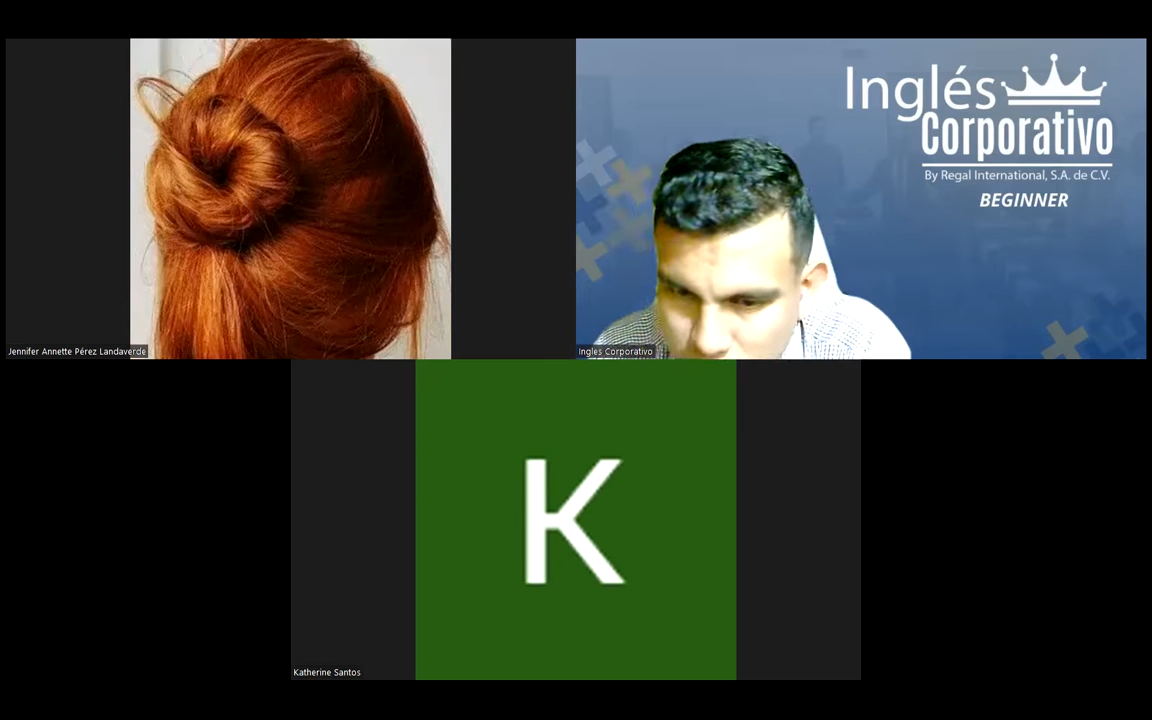 Inglés
Corporativo
By Regal International, S.A. de C.V.
BEGINNER
Jennifer Annette Pérez Landaverde
Ingles Corporativo
K
Katherine Santos